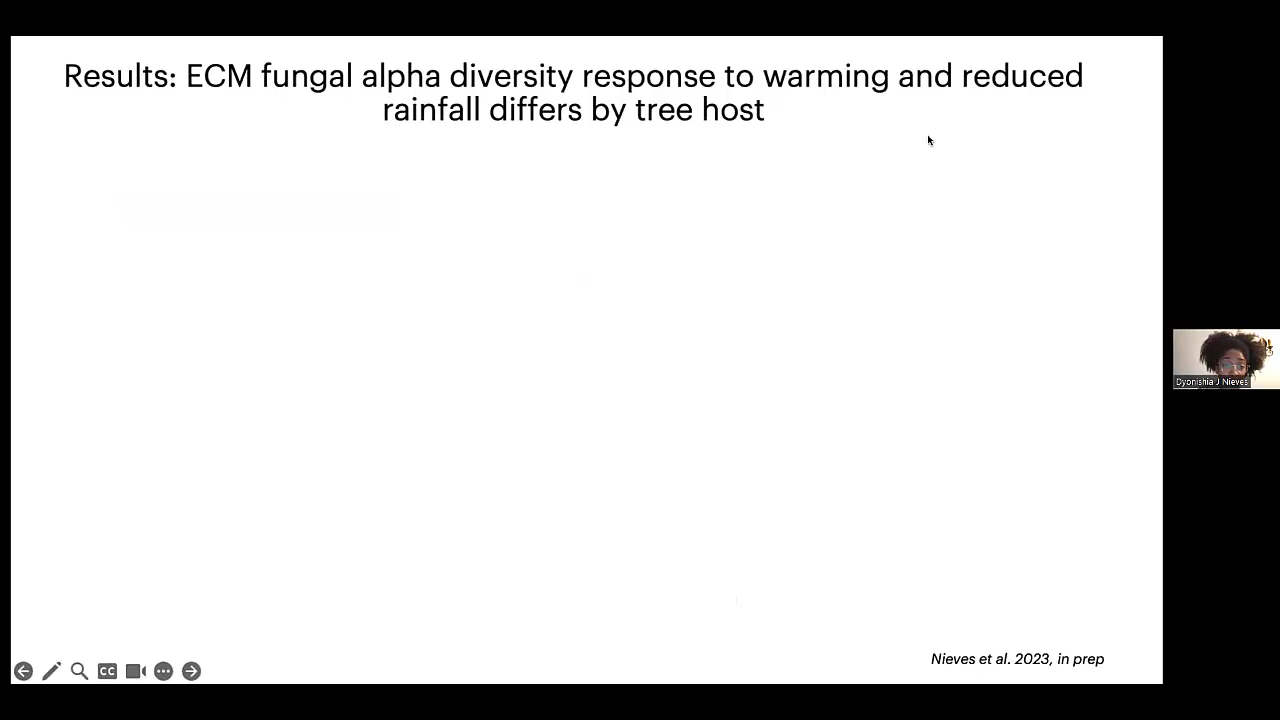 Results: ECM fungal alpha diversity response to warming and reduced
rainfall differs by tree host
Dyonishia J Nieves
Nieves et al. 2023, in prep
CC